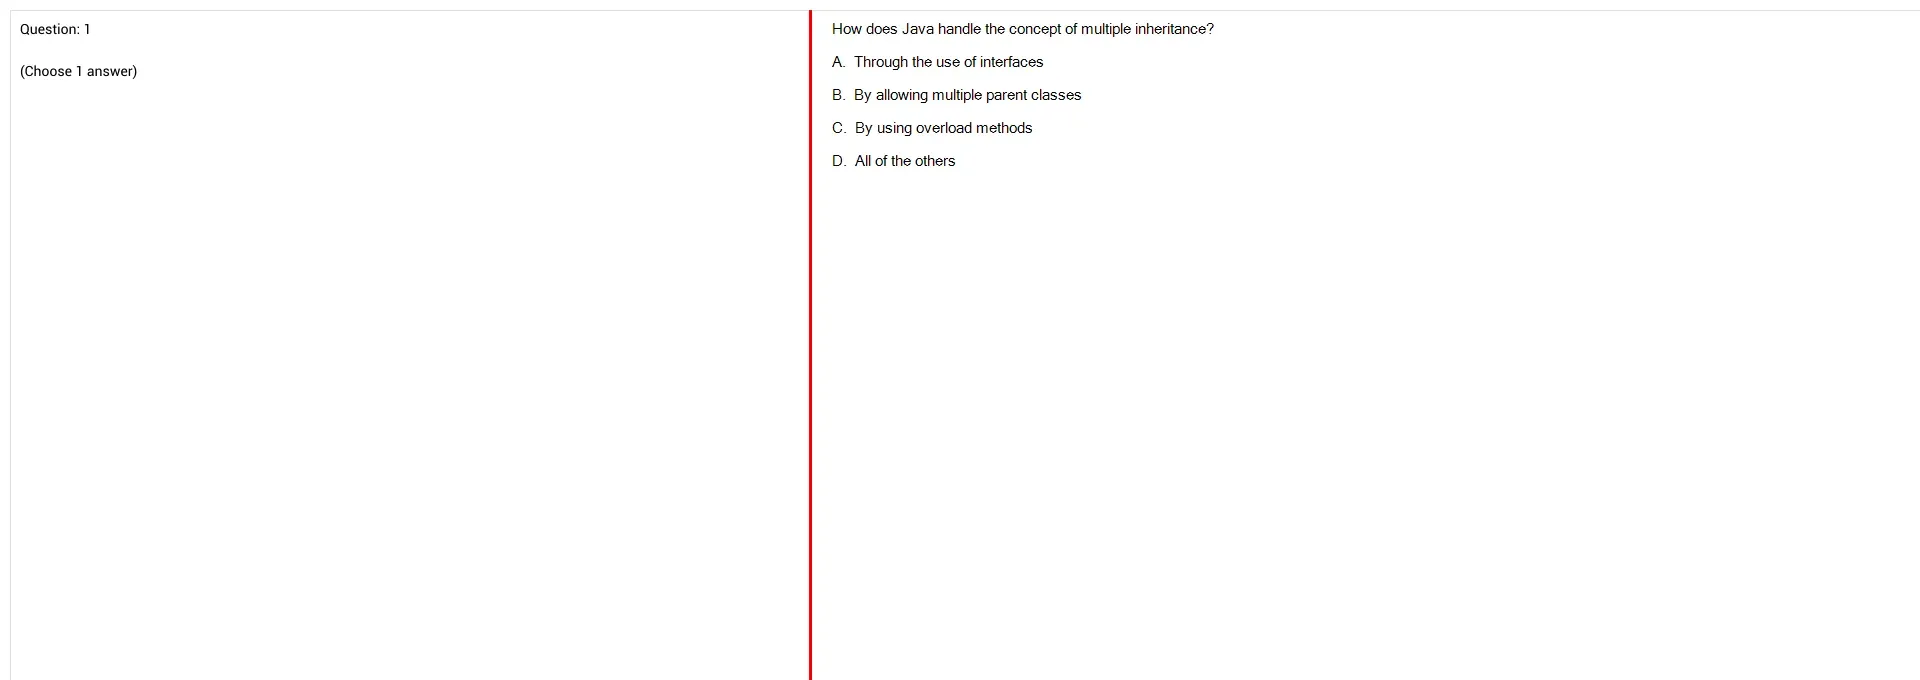 Question: 1
(Choose 1 answer)
How does Java handle the concept of multiple inheritance?
A. Through the use of interfaces
B. By allowing multiple parent classes
C. By using overload methods
D. All of the others